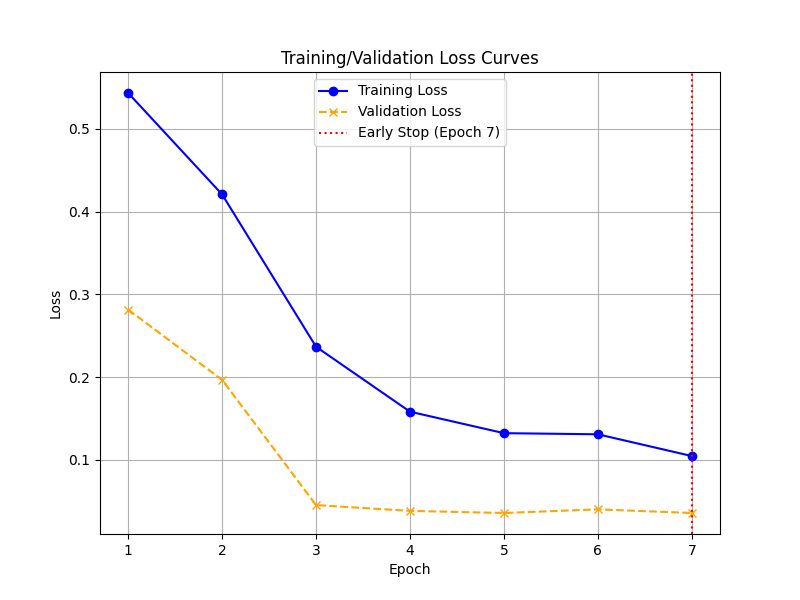 Training/Validation Loss Curves
Training Loss
Validation Loss
Early Stop (Epoch 7)
0.5
0.4
0.3
0.2
0.1
Loss
1 2 3 4 5 6 7
Epoch